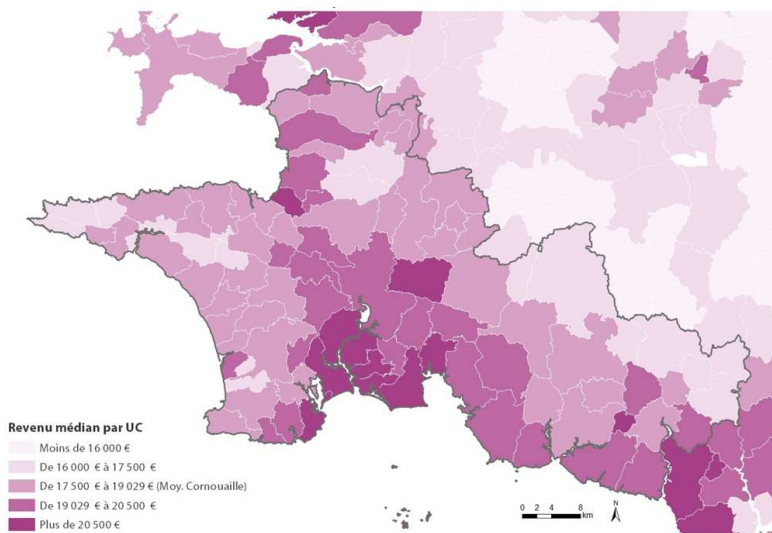 Revenu médian par UC
Moins de 16 000 €
De 16 000 € à 17 500 €
De 17 500 € à 19 029 € (Moy. Cornouaille)
De 19 029 € à 20 500 €
Plus de 20 500 €
0 2 4 8
km
N